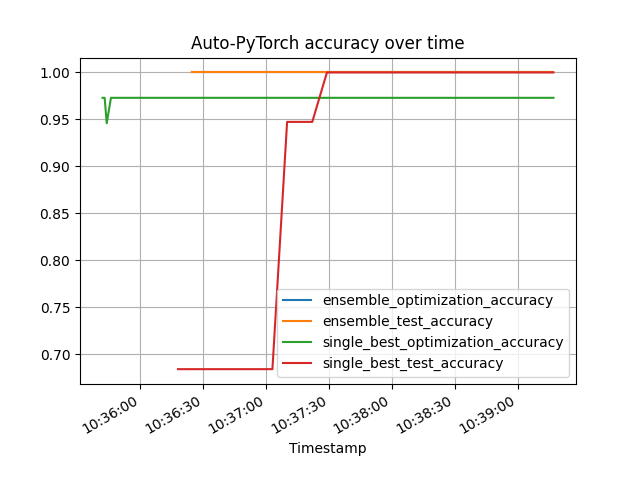 Auto-PyTorch accuracy over time
1.00
0.95
0.90
0.85
0.80
0.75
0.70
ensemble_optimization_accuracy
ensemble_test_accuracy
single_best_optimization_accuracy
single_best_test_accuracy
10:36:00
10:36:30
10:37:00
10:37:30
10:38:00
10:38:30
10:39:00
Timestamp